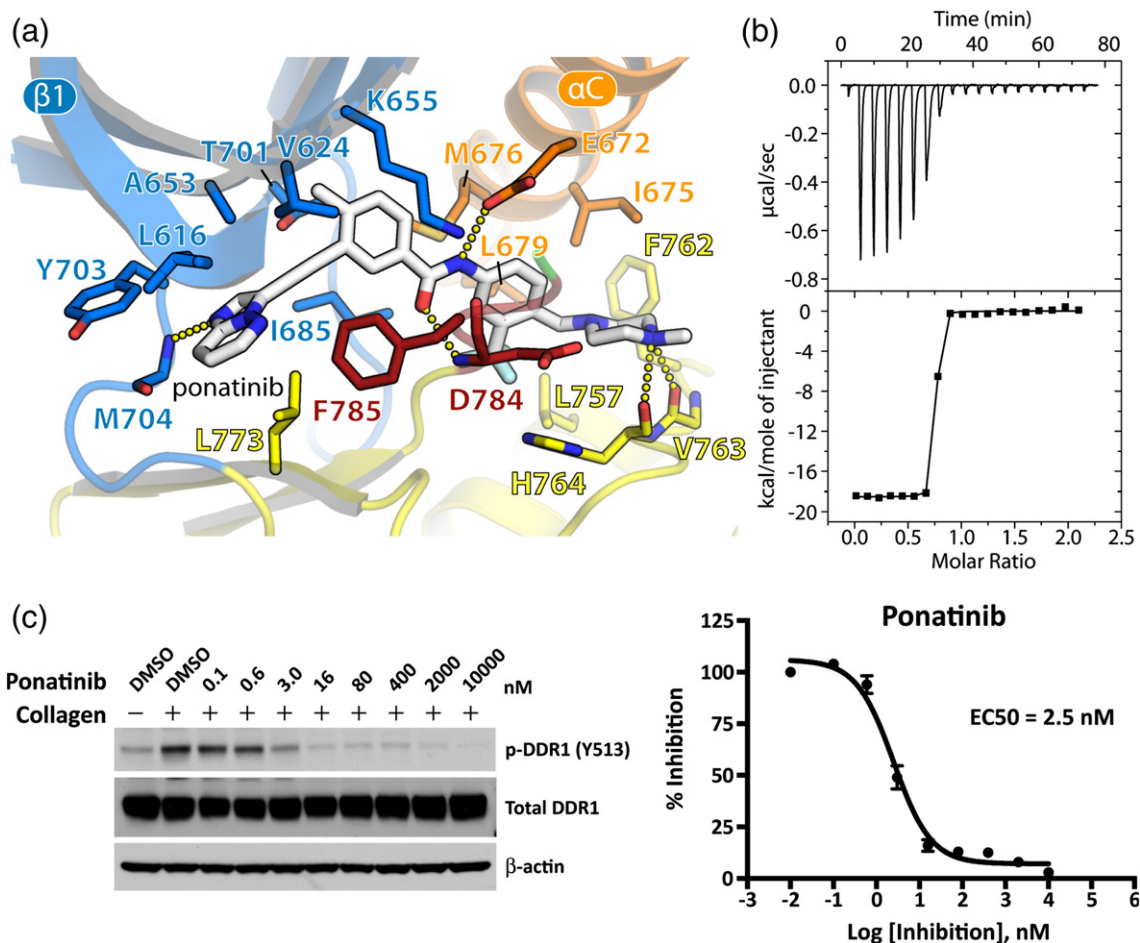 (a)
β1
αC
K655
E672
T701
V624
M676
A653
I675
L616
L679
F762
Y703
I685
ponatinib
M704
F785
D784
L757
L773
V763
H764
(b)
Time (min)
0 20 40 60 80
0.0
-0.2
-0.4
-0.6
-0.8
µcal/sec
0
-4
-8
-12
-16
-20
kcal/mole of injectant
0.0 0.5 1.0 1.5 2.0 2.5
Molar Ratio
(c)
Ponatinib DMSO DMSO 0.1 0.6 3.0 16 80 400 2000 10000 nM
Collagen − + + + + + + + + +
p-DDR1 (Y513)
Total DDR1
β-actin
Ponatinib
125
100
75
50
25
0
% Inhibition
EC50 = 2.5 nM
-3 -2 -1 0 1 2 3 4 5 6
Log [Inhibition], nM